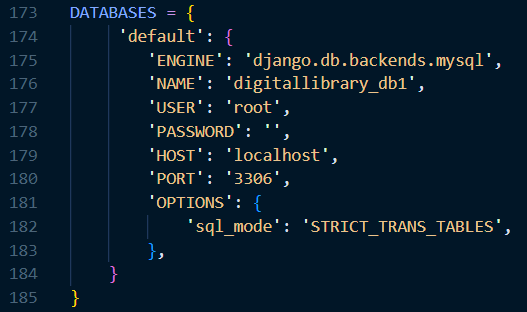 173 DATABASES = {
174 'default': {
175 'ENGINE': 'django.db.backends.mysql',
176 'NAME': 'digitallibrary_db1',
177 'USER': 'root',
178 'PASSWORD': '',
179 'HOST': 'localhost',
180 'PORT': '3306',
181 'OPTIONS': {
182 'sql_mode': 'STRICT_TRANS_TABLES',
183 },
184 }
185 }